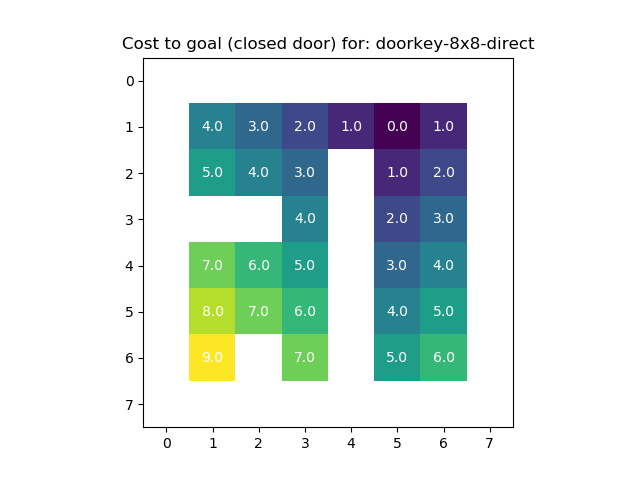 Cost to goal (closed door) for: doorkey-8x8-direct
0
1 4.0 3.0 2.0 1.0 0.0 1.0
2 5.0 4.0 3.0 1.0 2.0
3 4.0 2.0 3.0
4 7.0 6.0 5.0 3.0 4.0
5 8.0 7.0 6.0 4.0 5.0
6 9.0 7.0 5.0 6.0
7
0 1 2 3 4 5 6 7